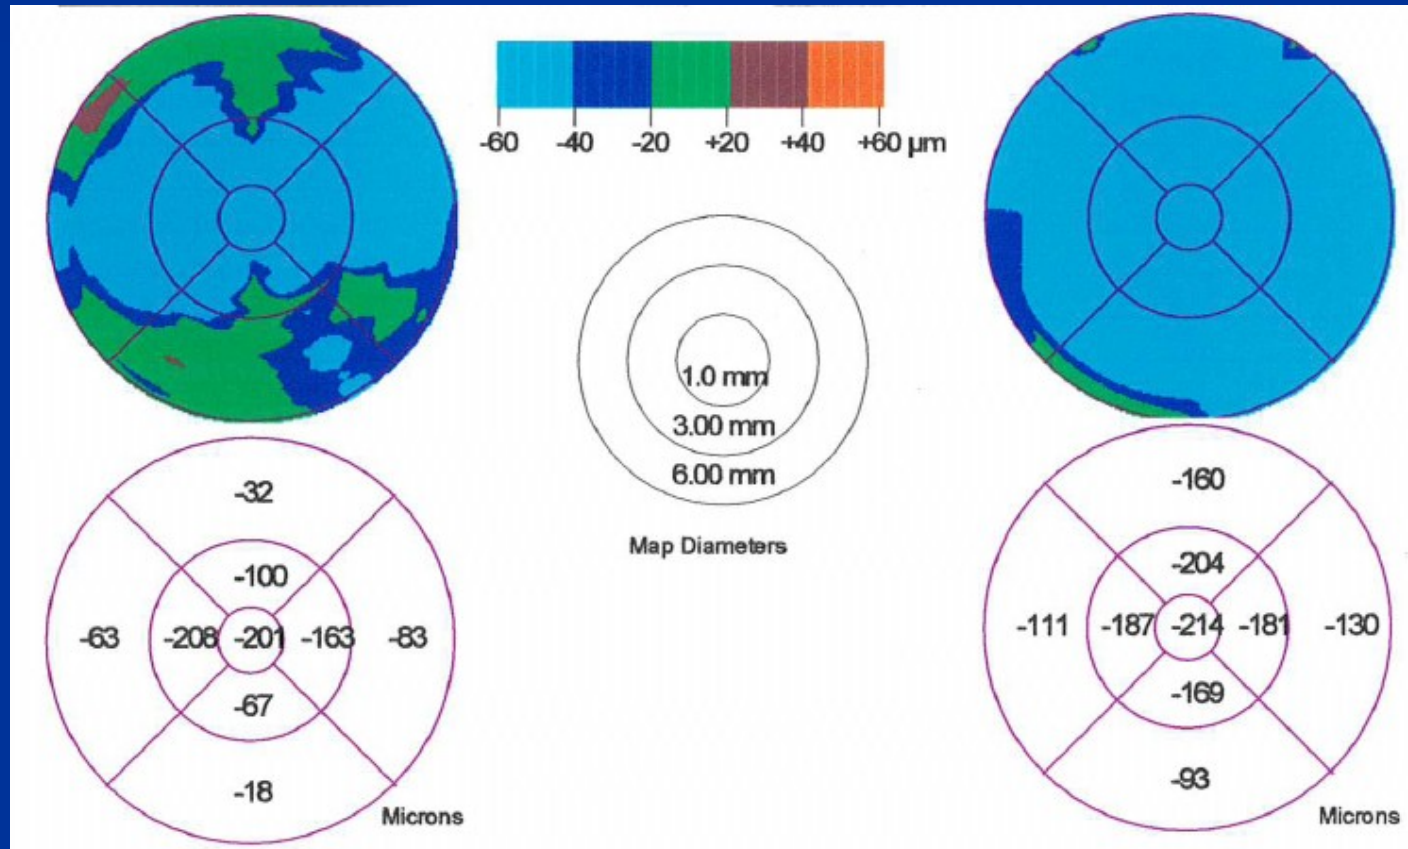 -60 -40 -20 +20 +40 +60 µm
1.0 mm
3.00 mm
6.00 mm
Map Diameters
-32
-100
-63 -208 -201 -163 -83
-67
-18
Microns
-160
-204
-111 -187 -214 -181 -130
-169
-93
Microns